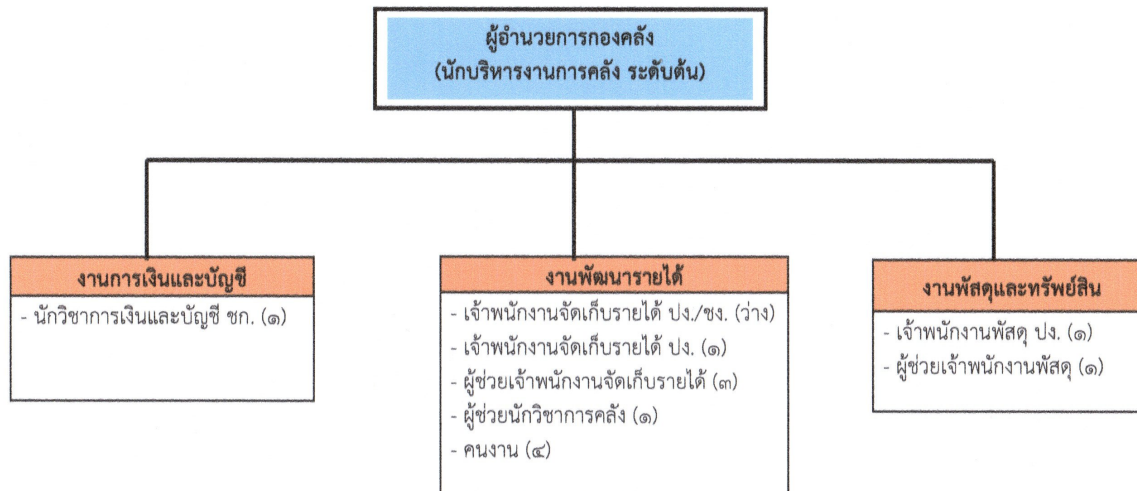 ผู้อำนวยการกองคลัง
(นักบริหารงานการคลัง ระดับต้น)
งานการเงินและบัญชี
- นักวิชาการเงินและบัญชี ชก. (๑)
งานพัฒนารายได้
- เจ้าพนักงานจัดเก็บรายได้ ปง./ชง. (ว่าง)
- เจ้าพนักงานจัดเก็บรายได้ ปง. (๑)
- ผู้ช่วยเจ้าพนักงานจัดเก็บรายได้ (๓)
- ผู้ช่วยนักวิชาการคลัง (๑)
- คนงาน (๔)
งานพัสดุและทรัพย์สิน
- เจ้าพนักงานพัสดุ ปง. (๑)
- ผู้ช่วยเจ้าพนักงานพัสดุ (๑)